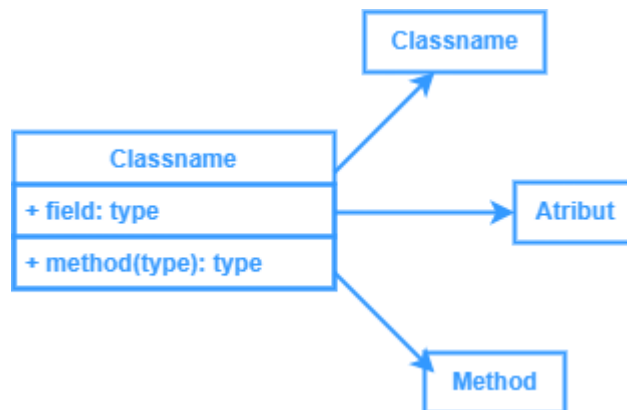 Classname
Classname
+ field: type
Atribut
+ method(type): type
Method